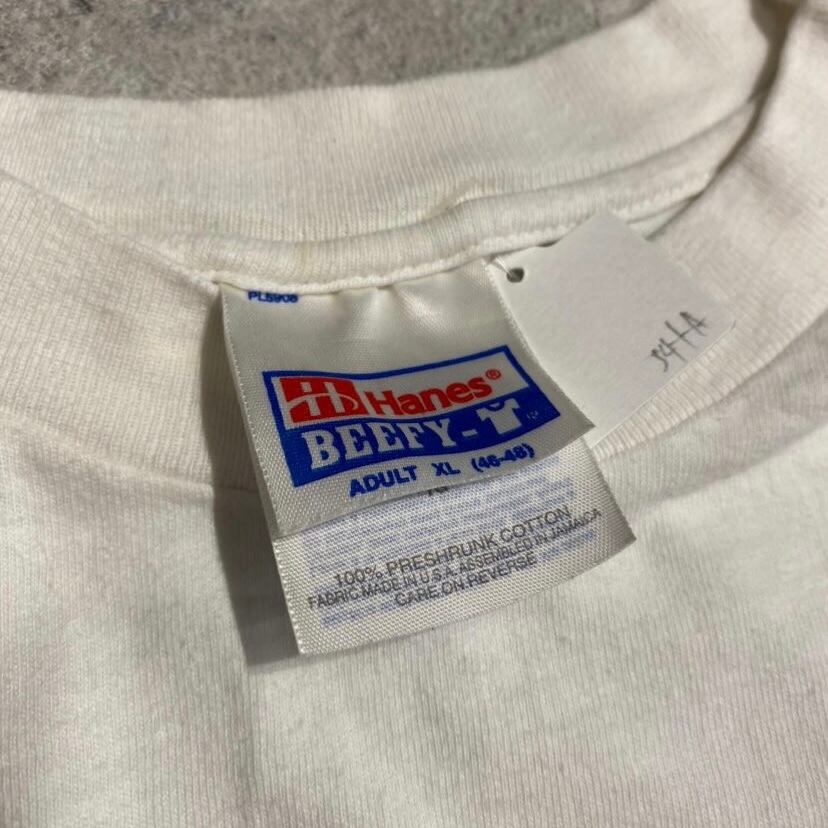 PL5908
Hanes®
BEEFY-T
ADULT XL (46-48)
100% PRESHRUNK COTTON
FABRIC MADE IN U.S.A. ASSEMBLED IN JAMAICA
CARE ON REVERSE